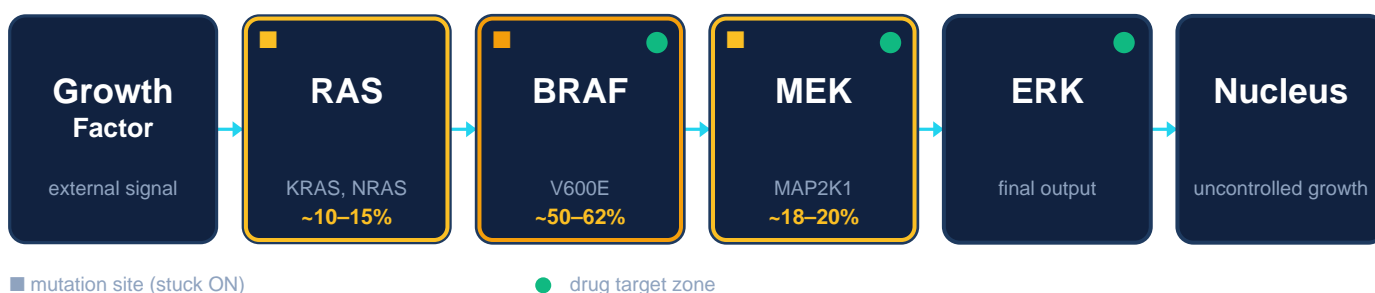 Growth
Factor
external signal
RAS
KRAS, NRAS
~10–15%
BRAF
V600E
~50–62%
MEK
MAP2K1
~18–20%
ERK
final output
Nucleus
uncontrolled growth
mutation site (stuck ON)
drug target zone